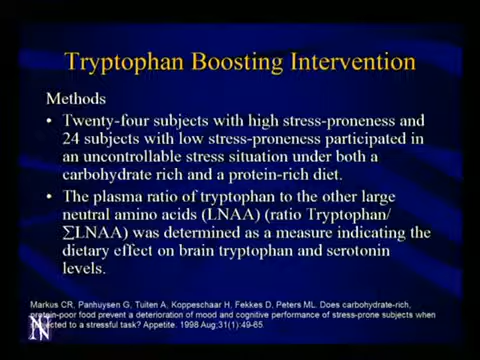 Tryptophan Boosting Intervention
Methods
• Twenty-four subjects with high stress-proneness and
24 subjects with low stress-proneness participated in
an uncontrollable stress situation under both a
carbohydrate rich and a protein-rich diet.
• The plasma ratio of tryptophan to the other large
neutral amino acids (LNAA) (ratio Tryptophan/
∑LNAA) was determined as a measure indicating the
dietary effect on brain tryptophan and serotonin
levels.
Markus CR, Panhuysen G, Tuiten A, Koppeschaar H, Fekkes D, Peters ML. Does carbohydrate-rich,
protein-poor food prevent a deterioration of mood and cognitive performance of stress-prone subjects when
subjected to a stressful task? Appetite. 1998 Aug;31(1):49-65.